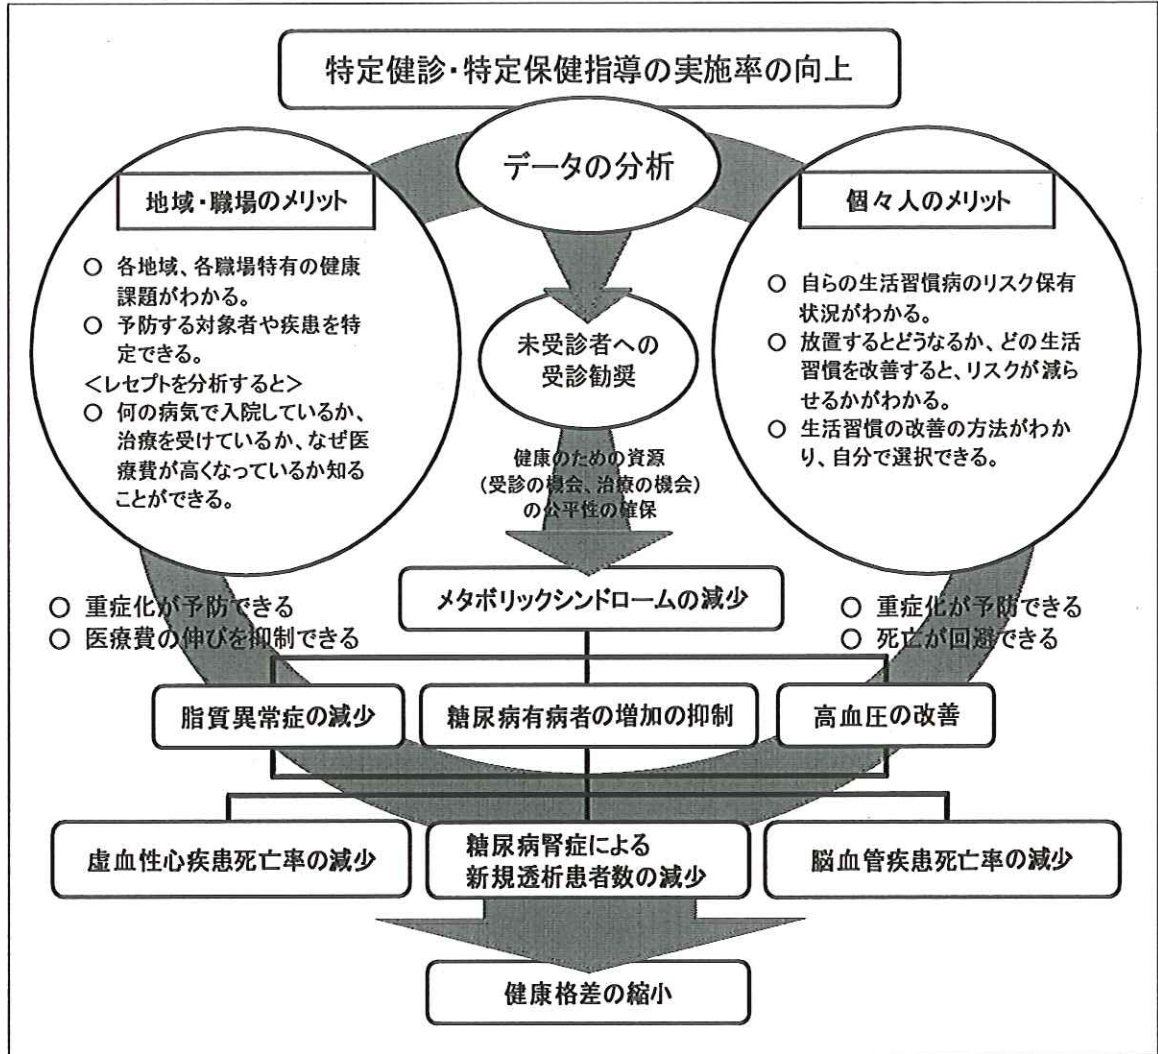 特定健診・特定保健指導の実施率の向上
データの分析
地域・職場のメリット
○ 各地域、各職場特有の健康
課題がわかる。
○ 予防する対象者や疾患を特
定できる。
＜レセプトを分析すると＞
○ 何の病気で入院しているか、
治療を受けているか、なぜ医
療費が高くなっているか知る
ことができる。
個々人のメリット
○ 自らの生活習慣病のリスク保有
状況がわかる。
○ 放置するとどうなるか、どの生活
習慣を改善すると、リスクが減ら
せるかがわかる。
○ 生活習慣の改善の方法がわか
り、自分で選択できる。
未受診者への
受診勧奨
健康のための資源
（受診の機会、治療の機会）
の公平性の確保
○ 重症化が予防できる
○ 医療費の伸びを抑制できる
○ 重症化が予防できる
○ 死亡が回避できる
メタボリックシンドロームの減少
脂質異常症の減少
糖尿病有病者の増加の抑制
高血圧の改善
虚血性心疾患死亡率の減少
糖尿病腎症による
新規透析患者数の減少
脳血管疾患死亡率の減少
健康格差の縮小